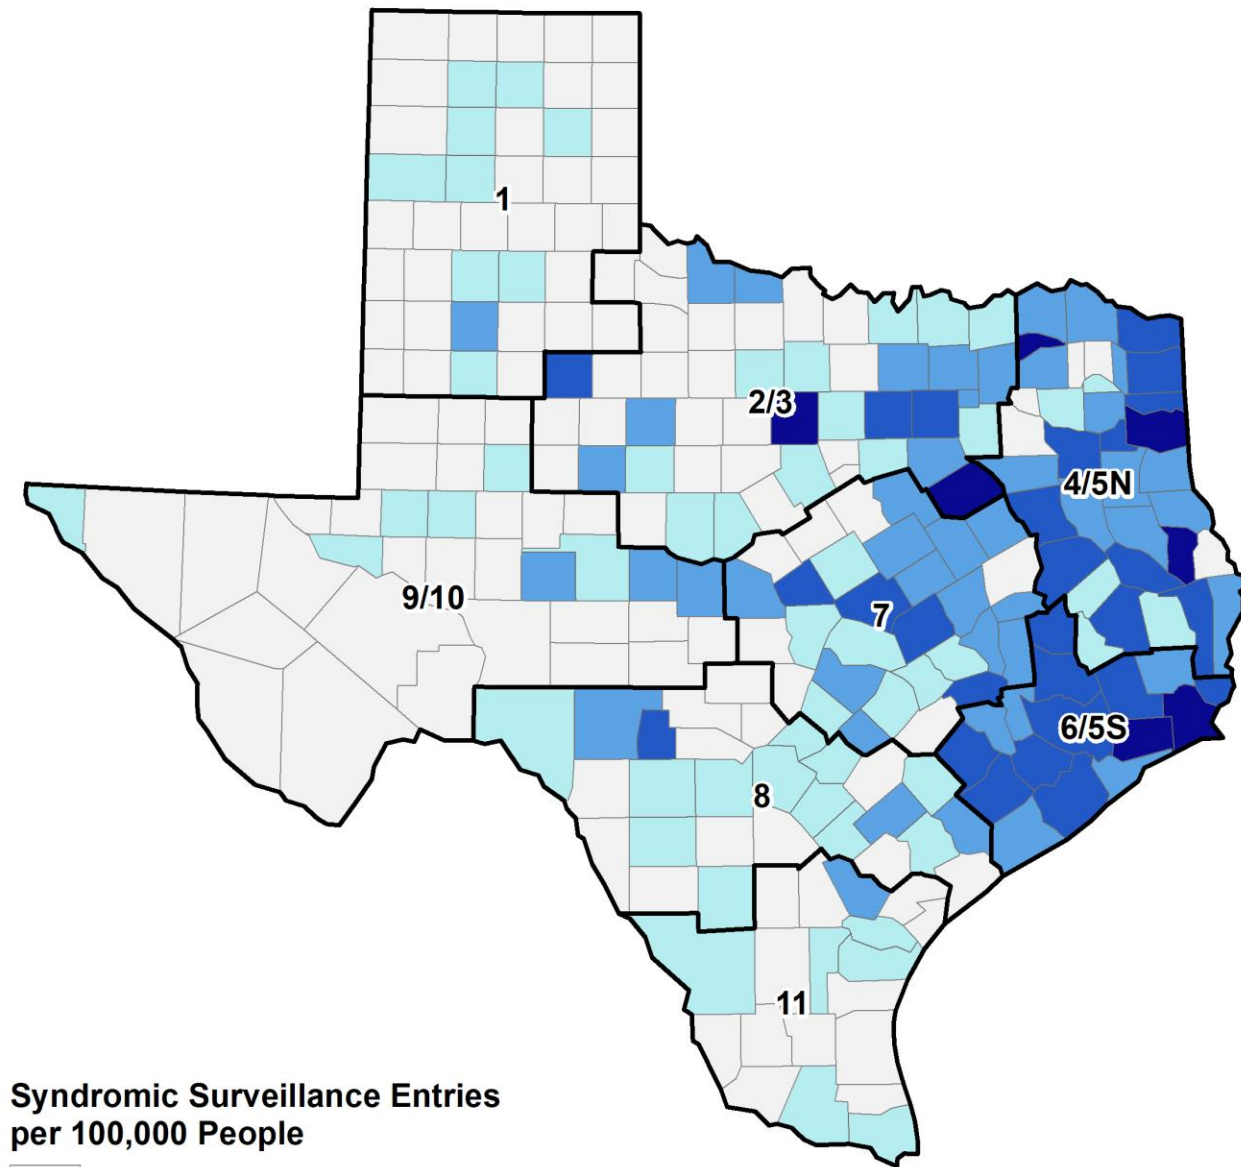 1
2/3
4/5N
9/10
7
6/5S
8
11
Syndromic Surveillance Entries
per 100,000 People